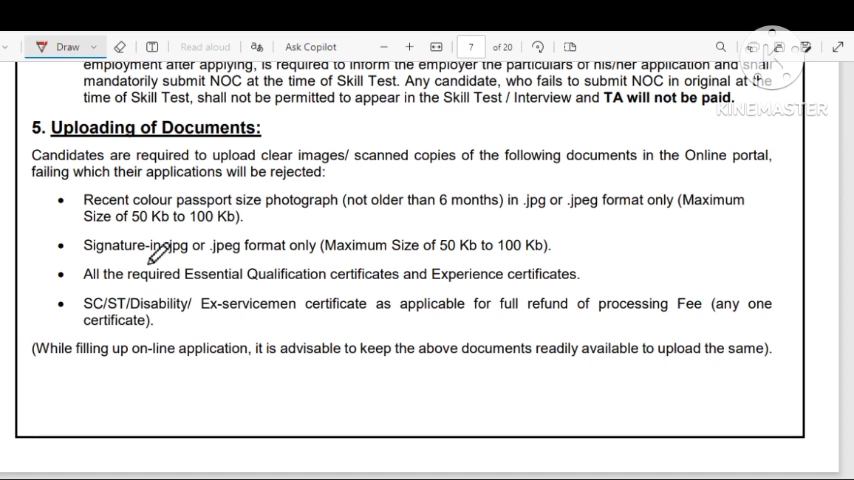 Draw
Read aloud
aあ
Ask Copilot
7
of 20
KINEMASTER
employment after applying, is required to inform the employer the particulars of his/her application and shall
mandatorily submit NOC at the time of Skill Test. Any candidate, who fails to submit NOC in original at the
time of Skill Test, shall not be permitted to appear in the Skill Test / Interview and TA will not be paid.
5. Uploading of Documents:
Candidates are required to upload clear images/ scanned copies of the following documents in the Online portal,
failing which their applications will be rejected:
• Recent colour passport size photograph (not older than 6 months) in .jpg or .jpeg format only (Maximum
Size of 50 Kb to 100 Kb).
• Signature-in .jpg or .jpeg format only (Maximum Size of 50 Kb to 100 Kb).
• All the required Essential Qualification certificates and Experience certificates.
• SC/ST/Disability/ Ex-servicemen certificate as applicable for full refund of processing Fee (any one
certificate).
(While filling up on-line application, it is advisable to keep the above documents readily available to upload the same).